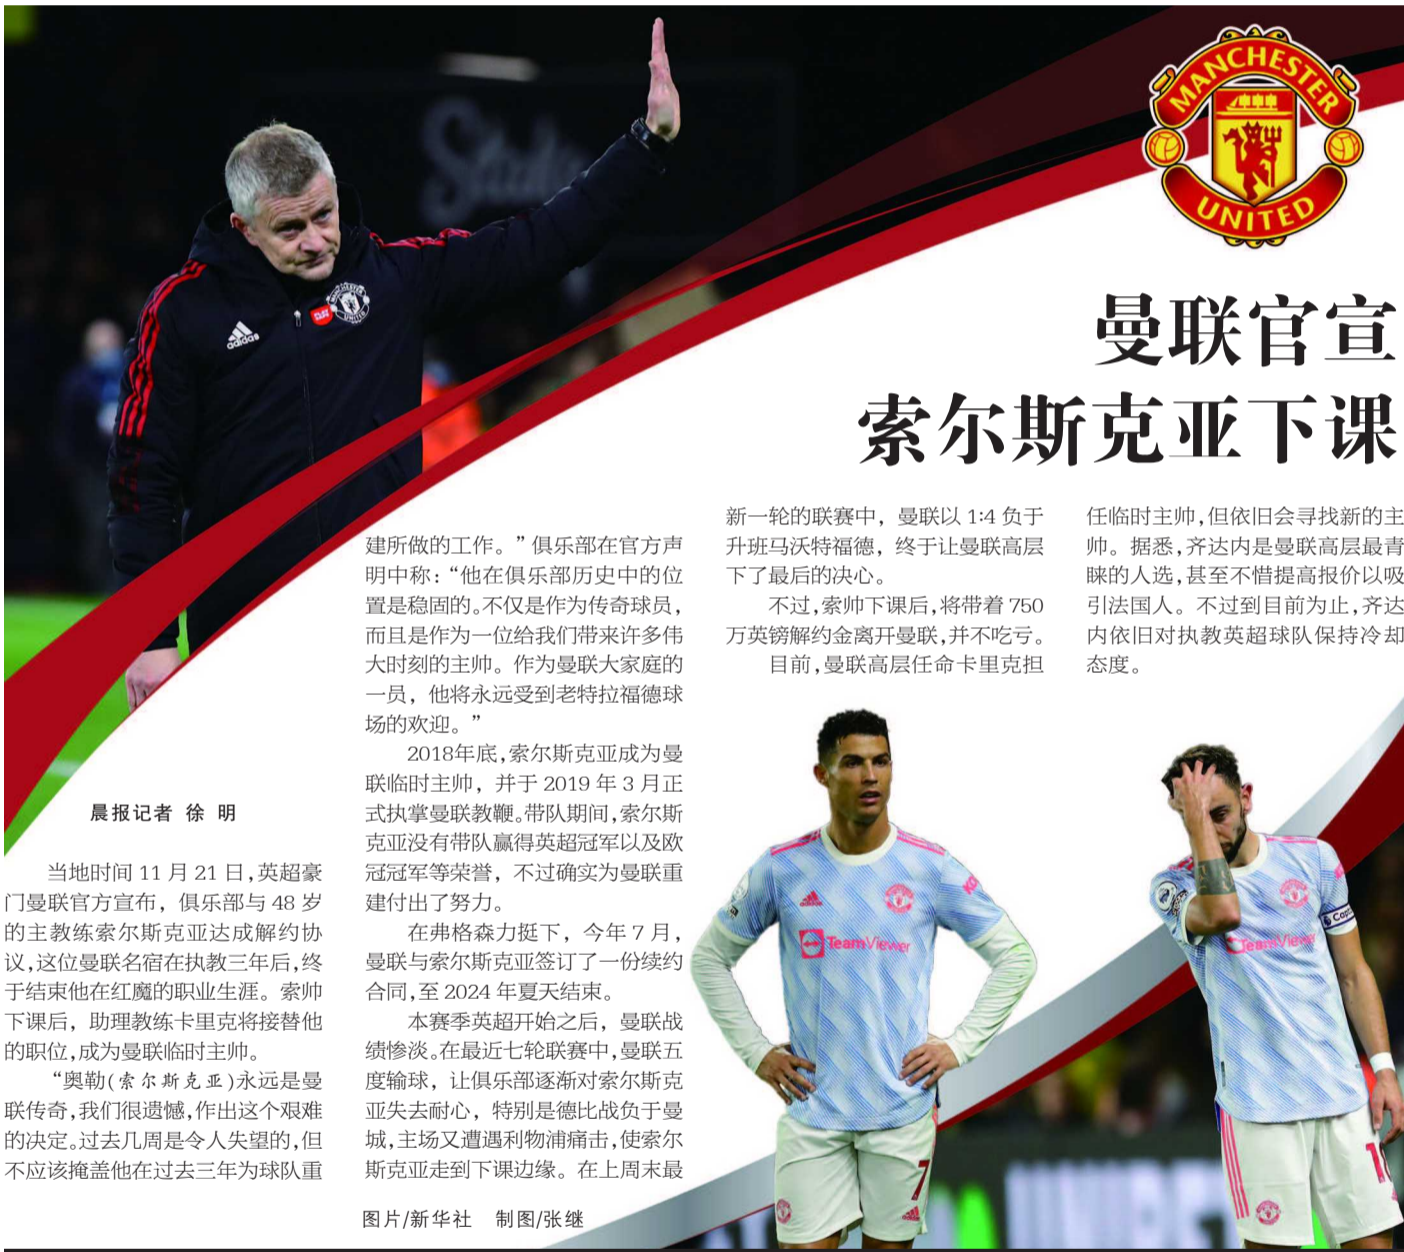 MANCHESTER
UNITED
adidas
MANCHESTER
UNITED
曼联官宣
索尔斯克亚下课
晨报记者 徐 明
当地时间 11 月 21 日,英超豪
门曼联官方宣布，俱乐部与 48 岁
的主教练索尔斯克亚达成解约协
议,这位曼联名宿在执教三年后,终
于结束他在红魔的职业生涯。索帅
下课后，助理教练卡里克将接替他
的职位,成为曼联临时主帅。
“奥勒(索尔斯克亚)永远是曼
联传奇,我们很遗憾,作出这个艰难
的决定。过去几周是令人失望的,但
不应该掩盖他在过去三年为球队重
建所做的工作。”俱乐部在官方声
明中称：“他在俱乐部历史中的位
置是稳固的。不仅是作为传奇球员，
而且是作为一位给我们带来许多伟
大时刻的主帅。作为曼联大家庭的
一员，他将永远受到老特拉福德球
场的欢迎。”
2018年底,索尔斯克亚成为曼
联临时主帅，并于 2019 年 3 月正
式执掌曼联教鞭。带队期间,索尔斯
克亚没有带队赢得英超冠军以及欧
冠冠军等荣誉，不过确实为曼联重
建付出了努力。
在弗格森力挺下，今年 7 月，
曼联与索尔斯克亚签订了一份续约
合同,至 2024 年夏天结束。
本赛季英超开始之后，曼联战
绩惨淡。在最近七轮联赛中,曼联五
度输球，让俱乐部逐渐对索尔斯克
亚失去耐心，特别是德比战负于曼
城,主场又遭遇利物浦痛击,使索尔
斯克亚走到下课边缘。在上周末最
新一轮的联赛中，曼联以 1:4 负于
升班马沃特福德，终于让曼联高层
下了最后的决心。
不过,索帅下课后,将带着 750
万英镑解约金离开曼联,并不吃亏。
目前,曼联高层任命卡里克担
任临时主帅,但依旧会寻找新的主
帅。据悉,齐达内是曼联高层最青
睐的人选,甚至不惜提高报价以吸
引法国人。不过到目前为止,齐达
内依旧对执教英超球队保持冷却
态度。
TeamViewer
TeamViewer
7
图片/新华社 制图/张继